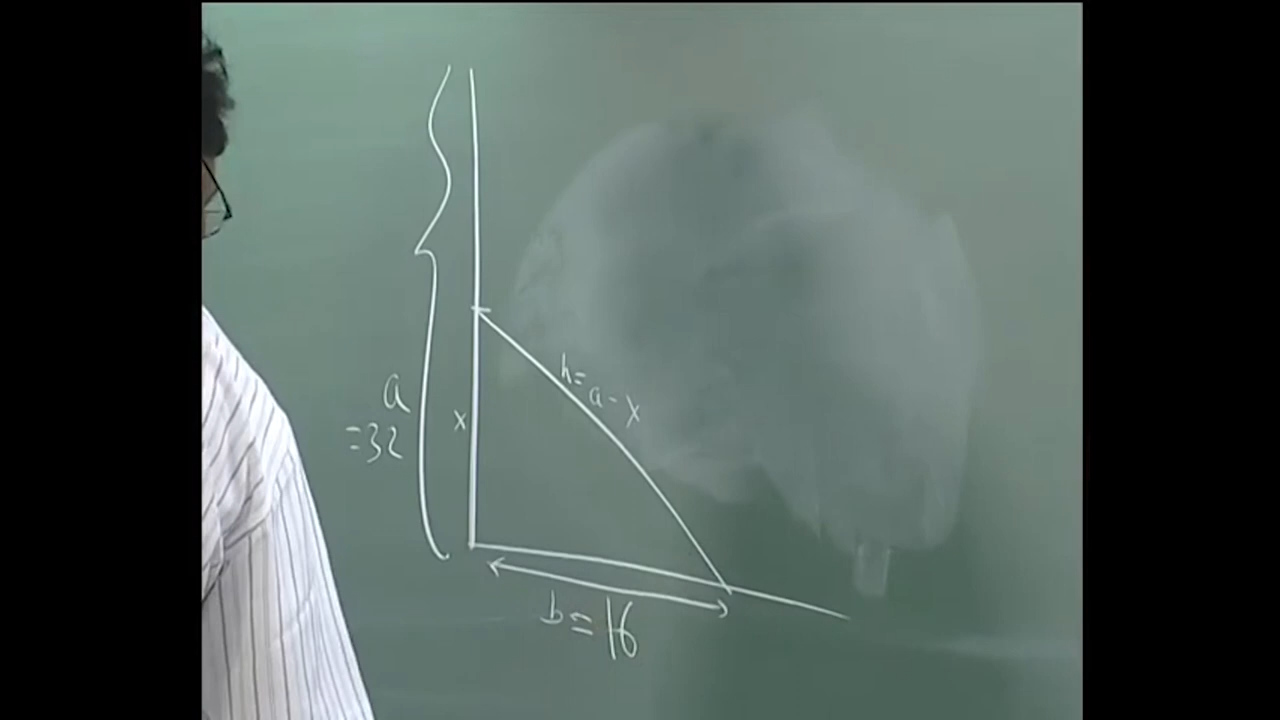 h=
a - x
a
=32
x
b=16